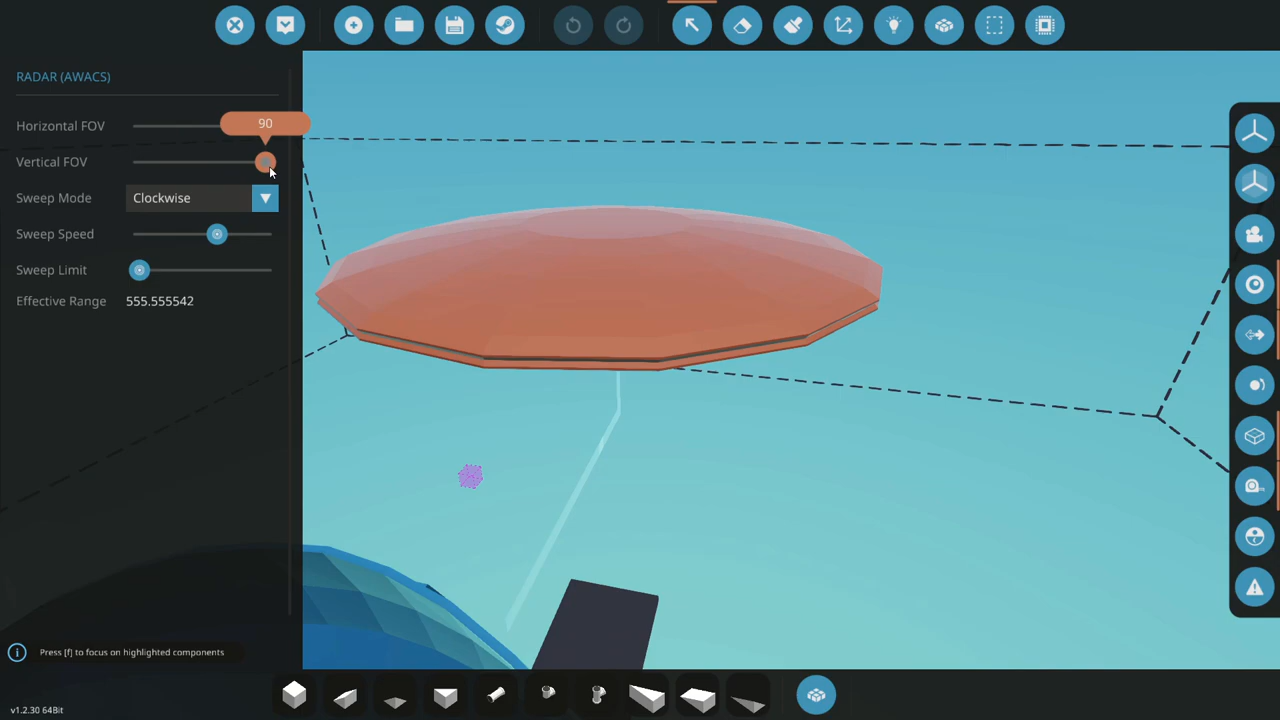 RADAR (AWACS)
Horizontal FOV
90
Vertical FOV
Sweep Mode
Clockwise
Sweep Speed
Sweep Limit
Effective Range
555.555542
Press [f] to focus on highlighted components
v1.2.30 64Bit